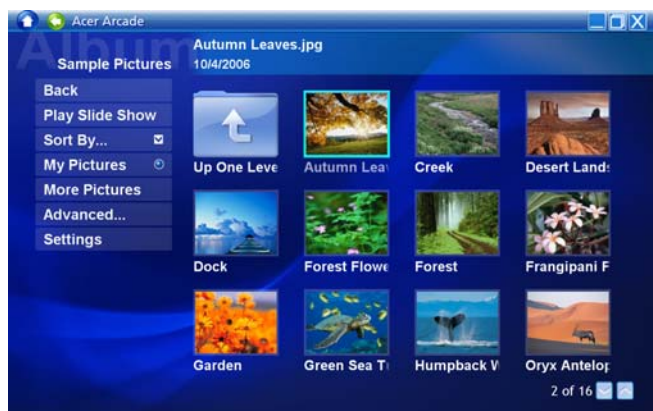 Acer Arcade
Album
Autumn Leaves.jpg
Sample Pictures
10/4/2006
Back
Play Slide Show
Sort By...
My Pictures
More Pictures
Advanced...
Settings
Up One Leve
Autumn Leav
Creek
Desert Lands
Dock
Forest Flowe
Forest
Frangipani F
Garden
Green Sea T
Humpback W
Oryx Antelop
2 of 16